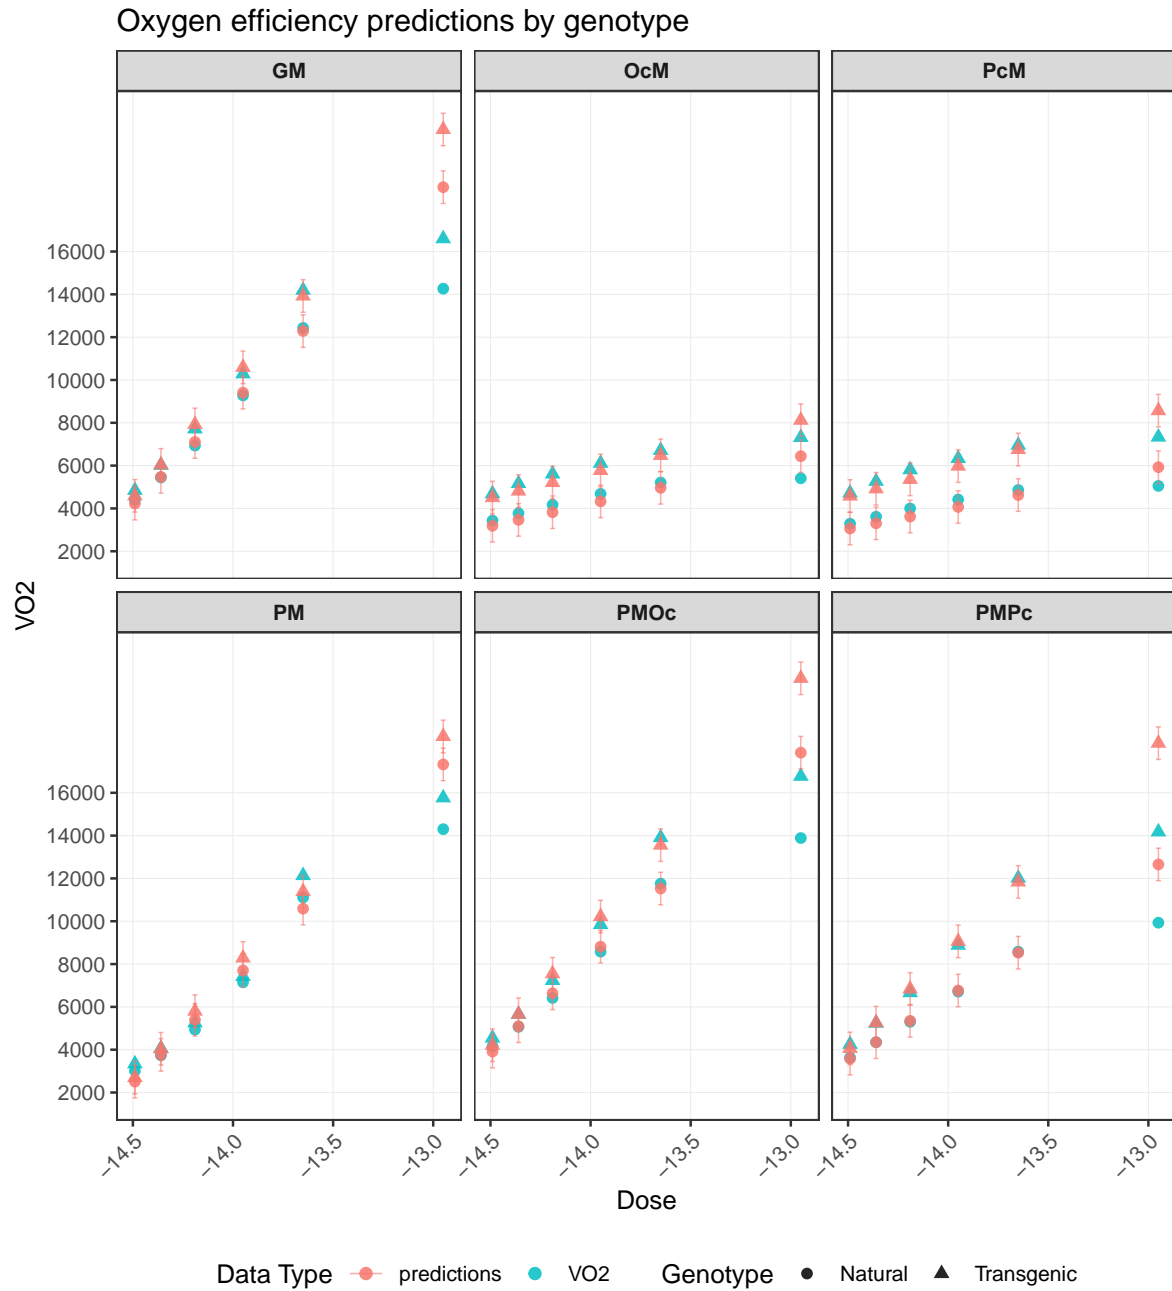 Oxygen efficiency predictions by genotype
GM OcM PcM
16000
14000
12000
10000
8000
6000
4000
2000
PM PMOc PMPc
16000
14000
12000
10000
8000
6000
4000
2000
VO2
−14.5 −14.0 −13.5 −13.0 −14.5 −14.0 −13.5 −13.0 −14.5 −14.0 −13.5 −13.0
Dose
Data Type predictions VO2 Genotype Natural Transgenic